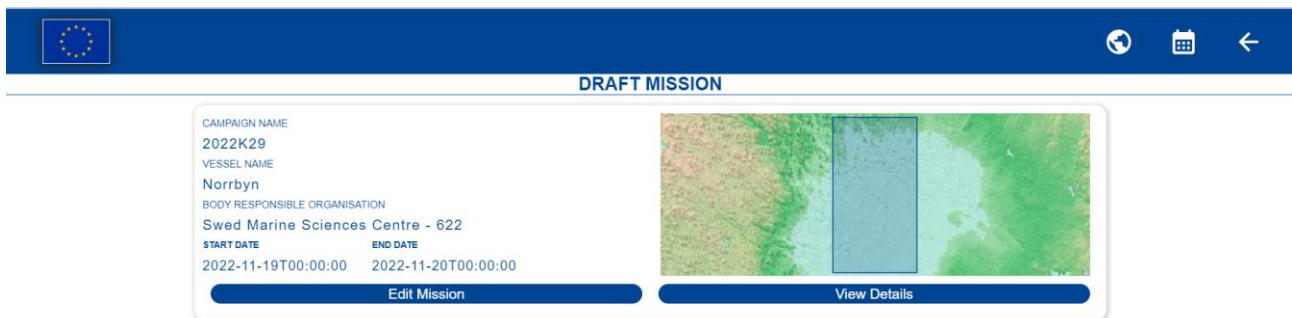 DRAFT MISSION
CAMPAIGN NAME
2022K29
VESSEL NAME
Norrbyn
BODY RESPONSIBLE ORGANISATION
Swed Marine Sciences Centre - 622
START DATE END DATE
2022-11-19T00:00:00 2022-11-20T00:00:00
Edit Mission View Details